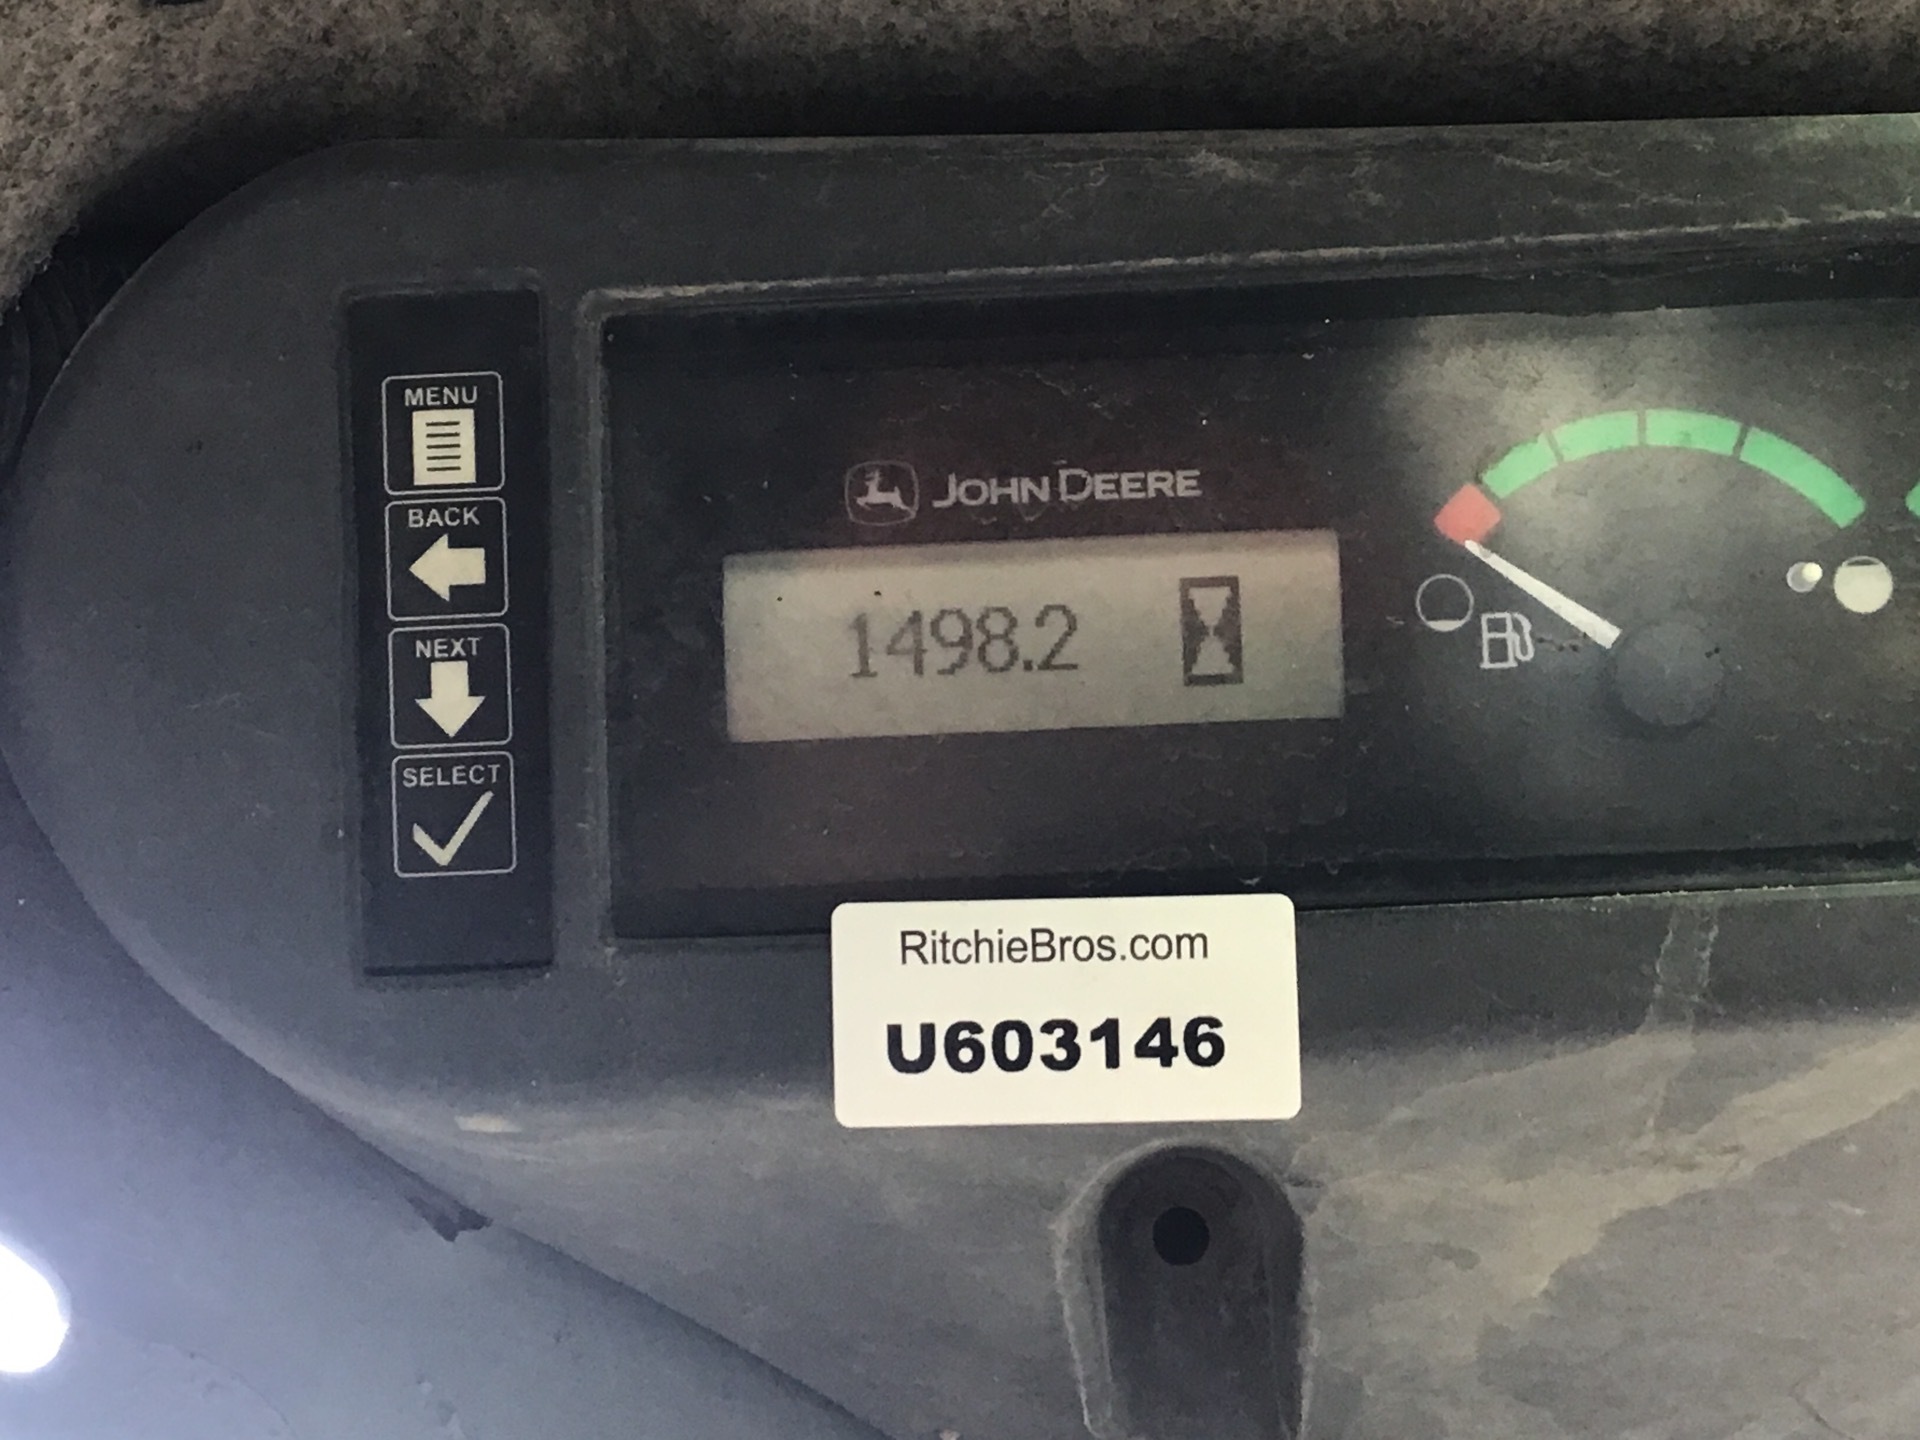 MENU
BACK
NEXT
SELECT
JOHN DEERE
1498.2
RitchieBros.com
U603146